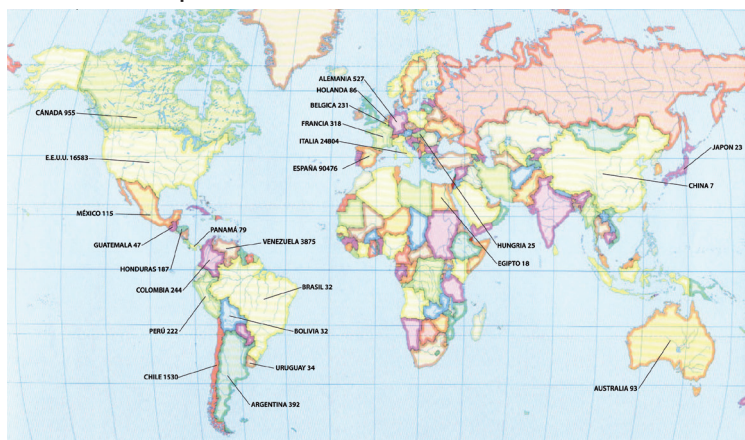 ALEMANIA 527
HOLANDA 86
BELGICA 231
CÁNADA 955
FRANCIA 318
ITALIA 24804
JAPON 23
E.E.U.U. 16583
ESPAÑA 90476
CHINA 7
MÉXICO 115
PANAMÁ 79
GUATEMALA 47
VENEZUELA 3875
HUNGRIA 25
EGIPTO 18
HONDURAS 187
COLOMBIA 244
BRASIL 32
PERÚ 222
BOLIVIA 32
CHILE 1530
URUGUAY 34
AUSTRALIA 93
ARGENTINA 392